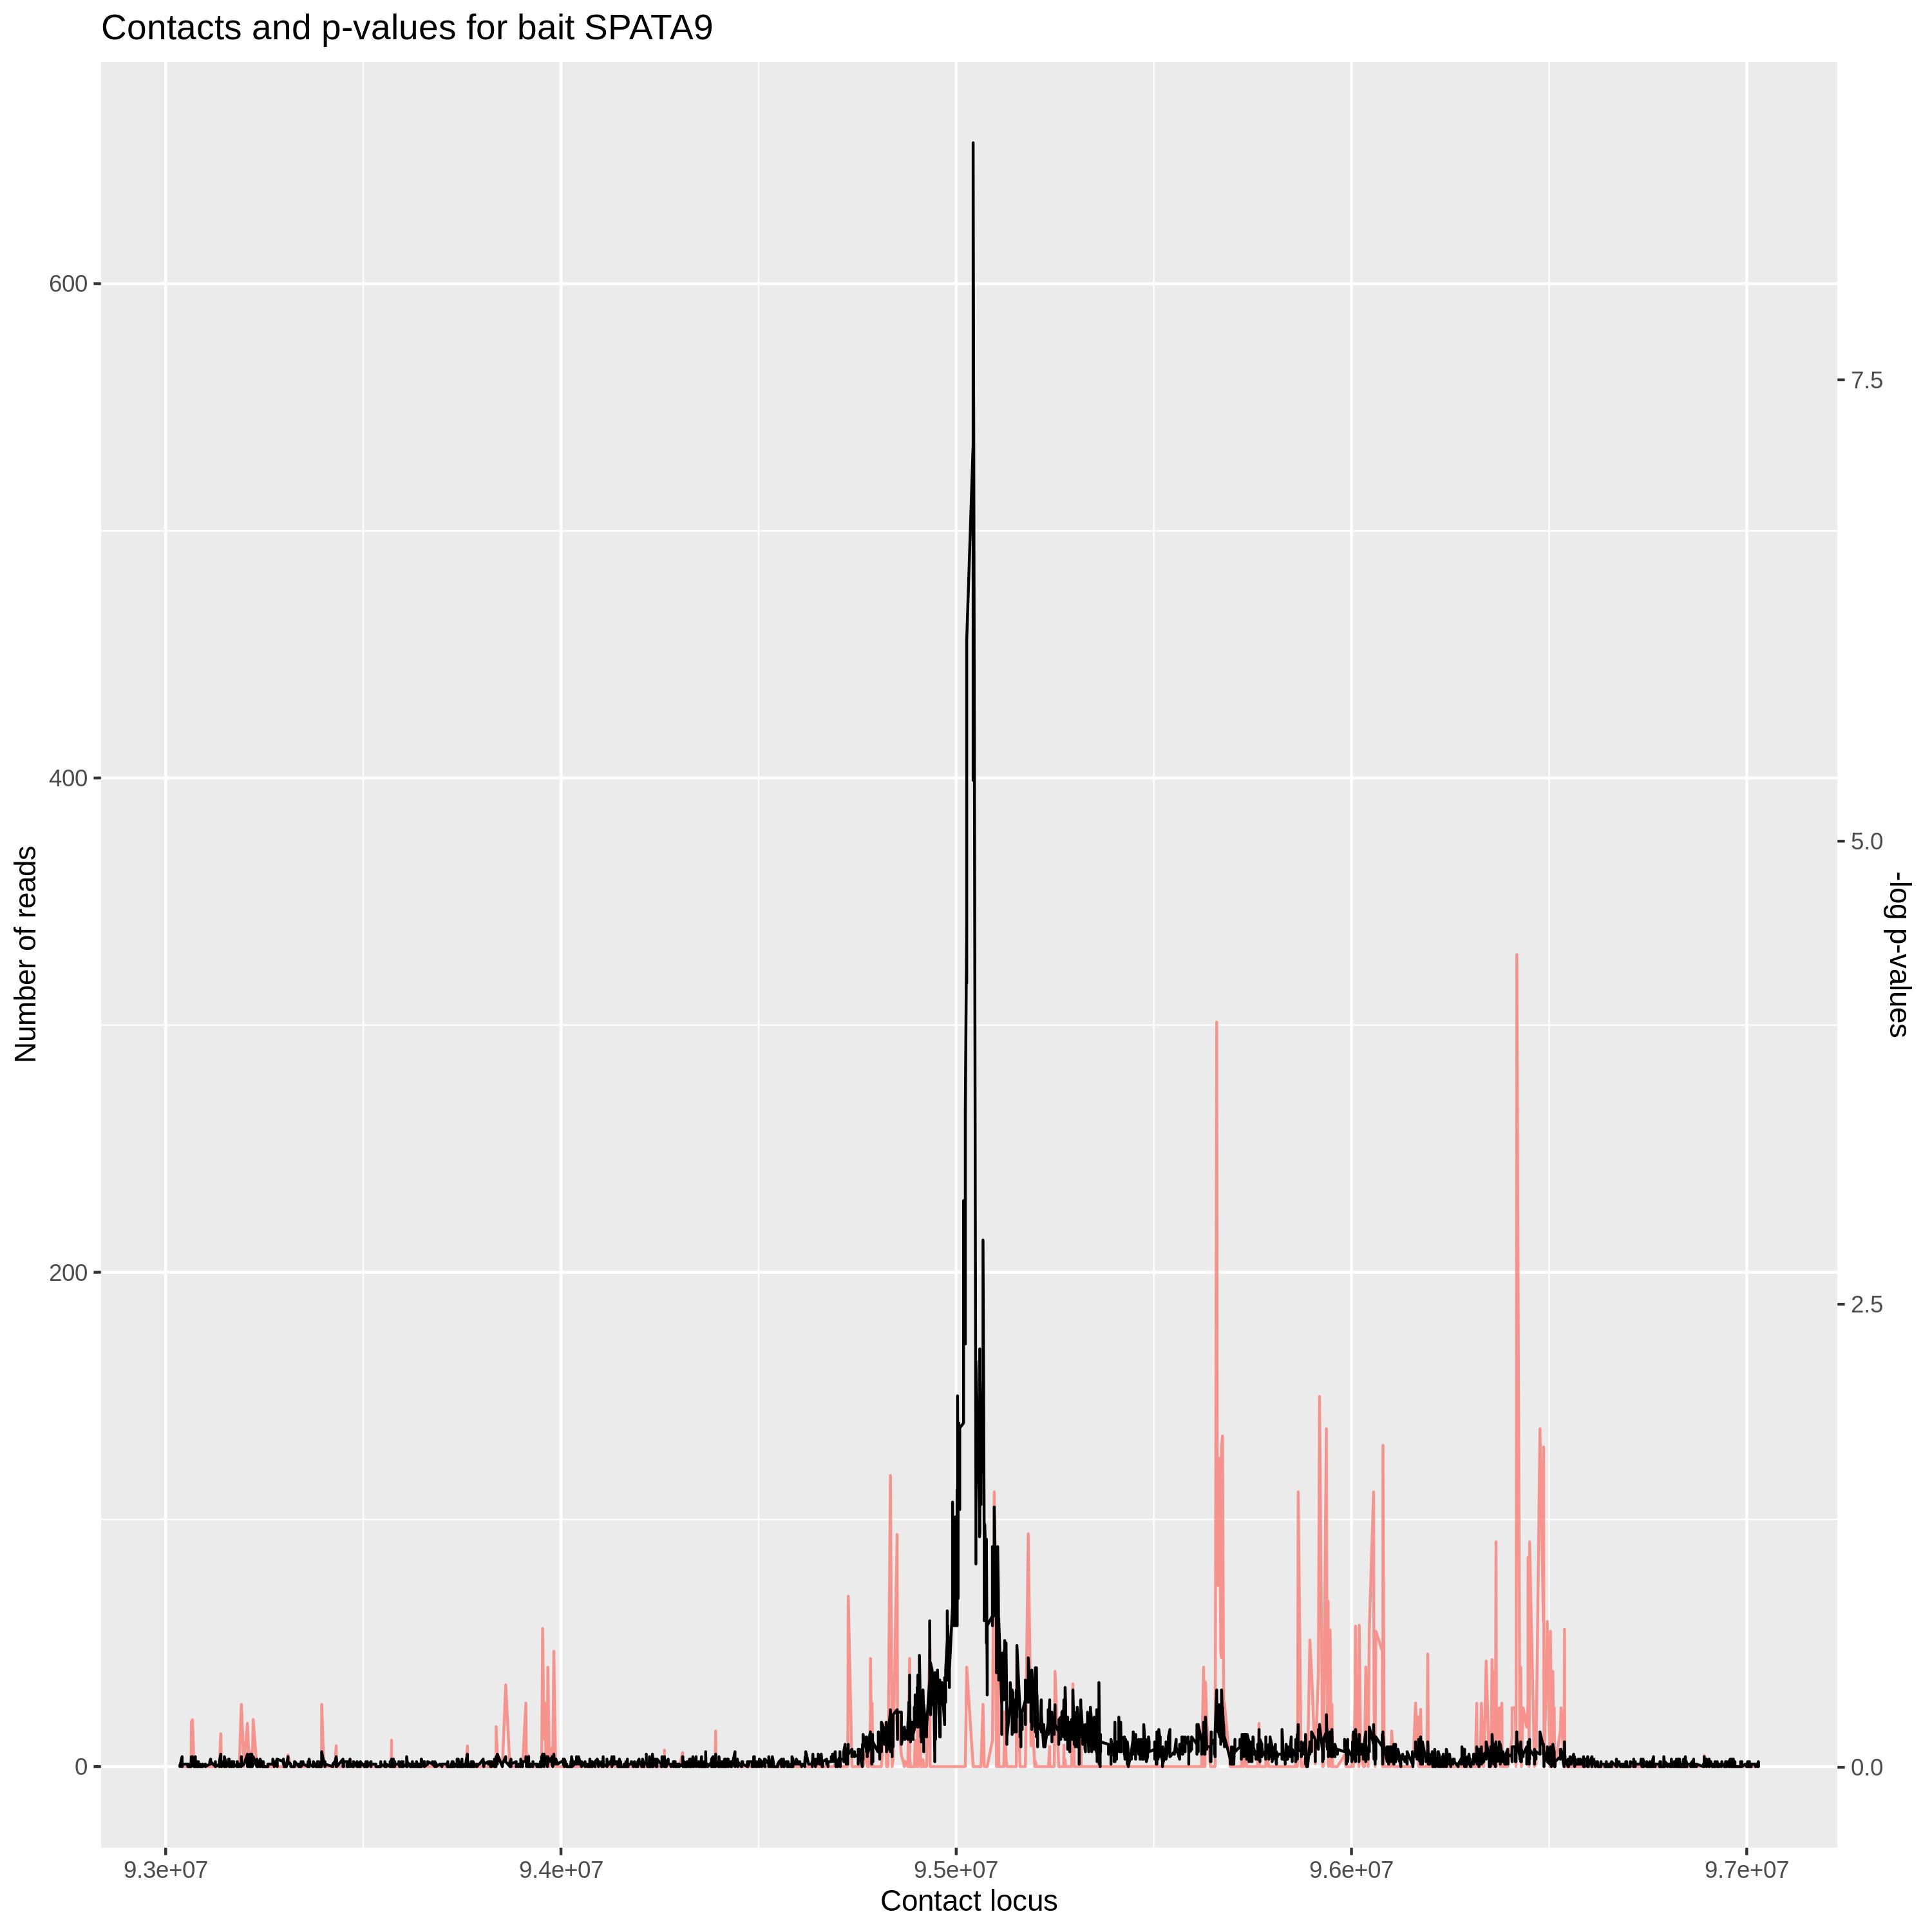 Contacts and p-values for bait SPATA9
600
400
200
0
Number of reads
7.5
5.0
2.5
0.0
-log p-values
9.3e+07
9.4e+07
9.5e+07
9.6e+07
9.7e+07
Contact locus